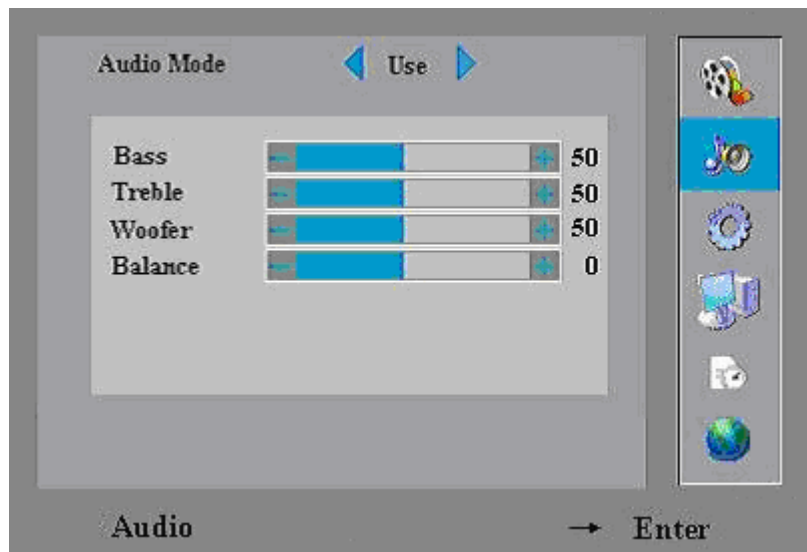 Audio Mode Use
Bass 50
Treble 50
Woofer 50
Balance 0
Audio → Enter